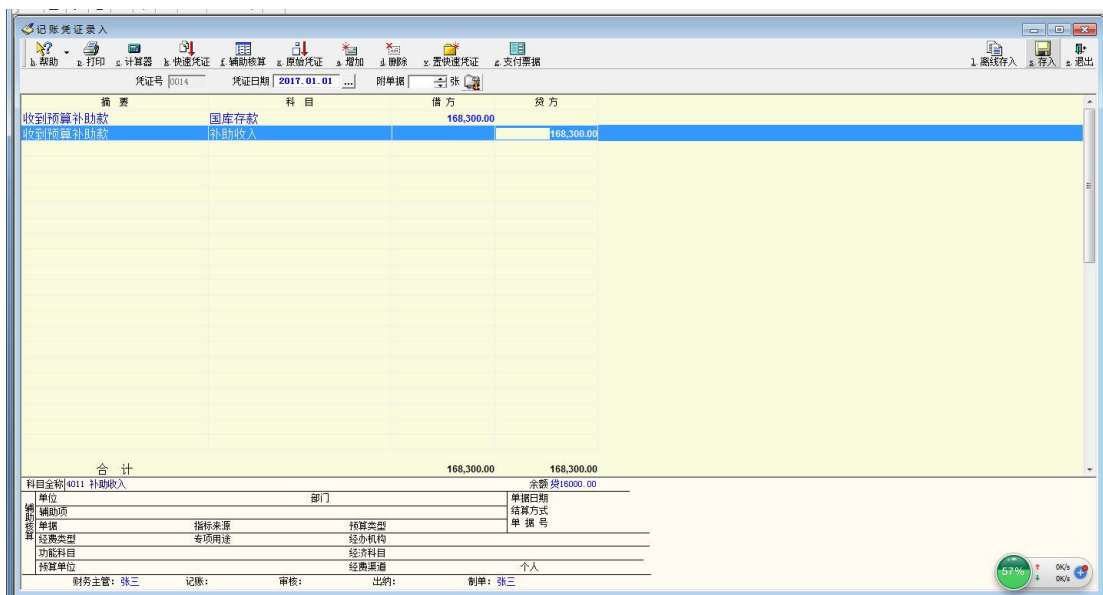 记账凭证录入
h.帮助 p.打印 c.计算器 k.快速凭证 f.辅助核算 x.原始凭证 a.增加 d.删除 y.置快速凭证 g.支付票据 l.离线存入 s.存入 e.退出
凭证号 0014 凭证日期 2017.01.01 ... 附单据 张
摘 要 科 目 借 方 贷 方
收到预算补助款 国库存款 168,300.00
收到预算补助款 补助收入 168,300.00
合 计 168,300.00 168,300.00
科目全称 4011 补助收入 余额 贷16000.00
辅助核算
单位 部门 单据日期
辅助项 结算方式
单据 指标来源 预算类型 单 据 号
经费类型 专项用途 经办机构
功能科目 经济科目
预算单位 经费渠道 个人
财务主管: 张三 记账: 审核: 出纳: 制单: 张三
57% 0K/s
0K/s